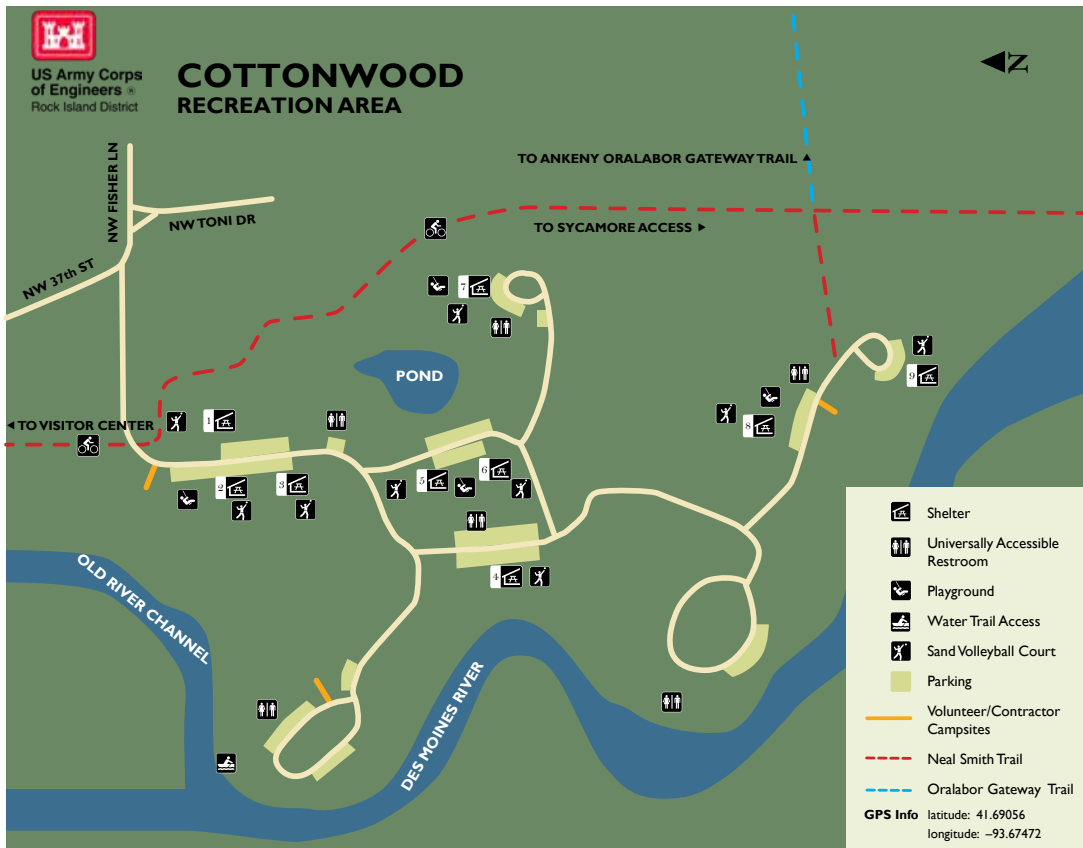 US Army Corps
of Engineers ®
Rock Island District
COTTONWOOD
RECREATION AREA
N
TO ANKENY ORALABOR GATEWAY TRAIL ▲
NW FISHER LN
NW TONI DR
TO SYCAMORE ACCESS ►
NW 37th ST
7
POND
9
◄ TO VISITOR CENTER
1
8
2
3
5
6
4
OLD RIVER CHANNEL
DES MOINES RIVER
Shelter
Universally Accessible
Restroom
Playground
Water Trail Access
Sand Volleyball Court
Parking
Volunteer/Contractor
Campsites
Neal Smith Trail
Oralabor Gateway Trail
GPS Info latitude: 41.69056
longitude: –93.67472